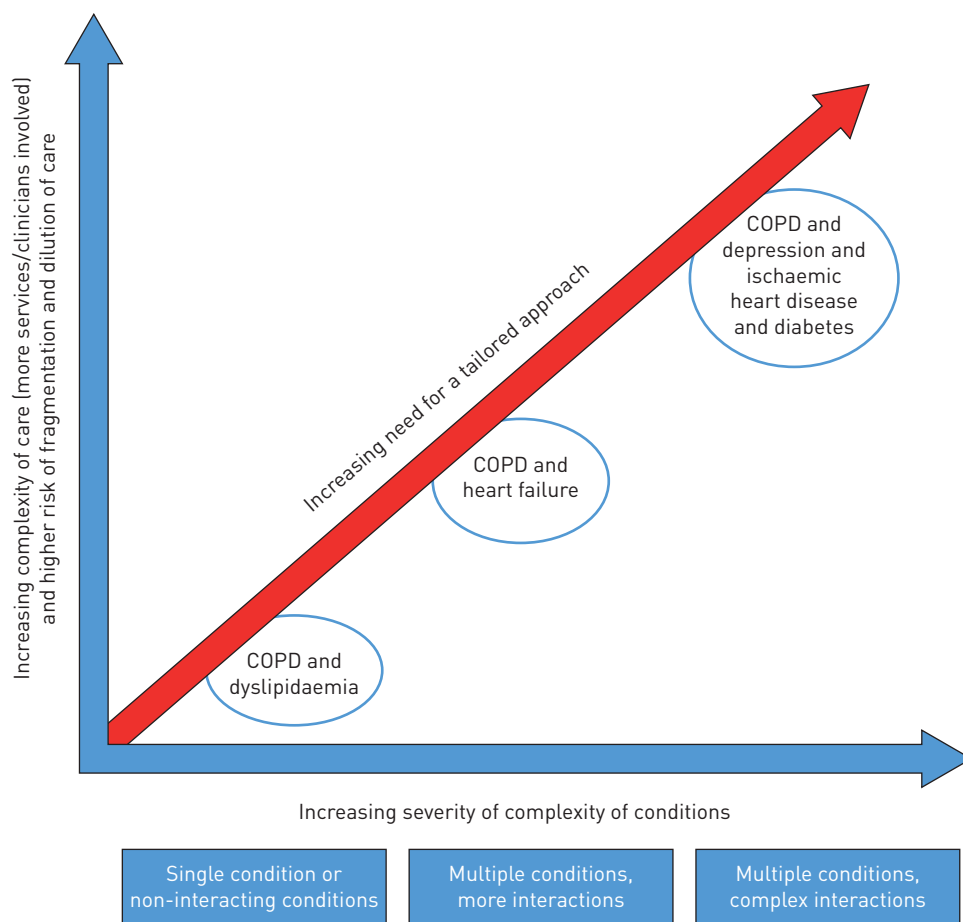 Increasing complexity of care (more services/clinicians involved)
and higher risk of fragmentation and dilution of care
Increasing need for a tailored approach
COPD and
depression and
ischaemic
heart disease
and diabetes
COPD and
heart failure
COPD and
dyslipidaemia
Increasing severity of complexity of conditions
Single condition or
non-interacting conditions
Multiple conditions,
more interactions
Multiple conditions,
complex interactions